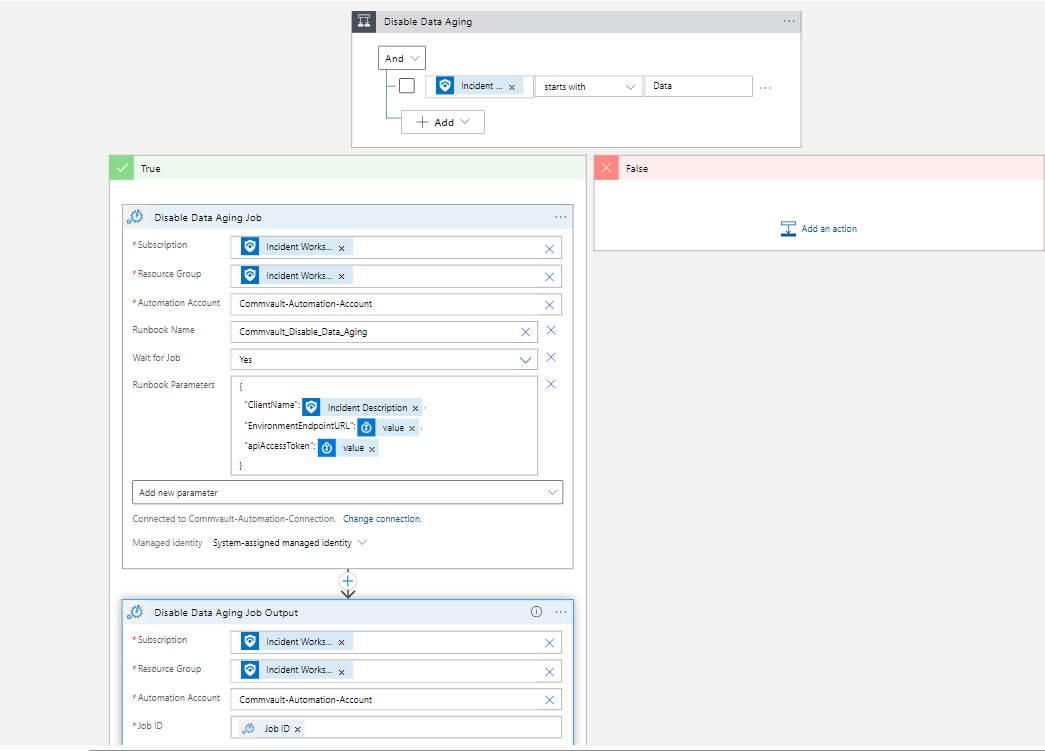 Disable Data Aging
And
Incident ... × starts with Data
Add
True
False
Add an action
Disable Data Aging Job
* Subscription Incident Works... ×
* Resource Group Incident Works... ×
* Automation Account Commvault-Automation-Account
Runbook Name Commvault_Disable_Data_Aging
Wait for Job Yes
Runbook Parameters {
"ClientName": Incident Description × ,
"EnvironmentEndpointURL": value × ,
"apiAccessToken": value ×
}
Add new parameter
Connected to Commvault-Automation-Connection. Change connection.
Managed identity System-assigned managed identity
Disable Data Aging Job Output
* Subscription Incident Works... ×
* Resource Group Incident Works... ×
* Automation Account Commvault-Automation-Account
* Job ID Job ID ×